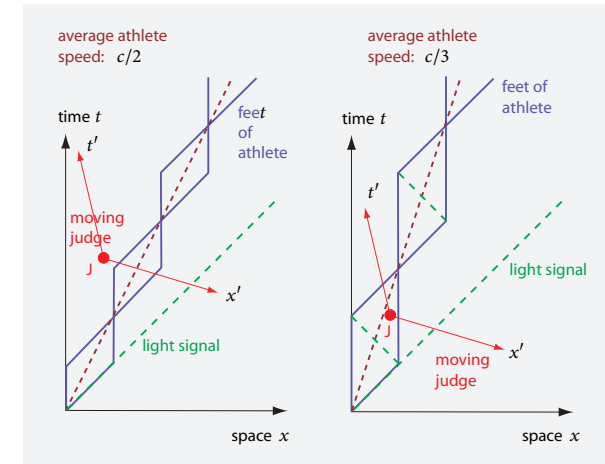 average athlete
speed: c/2
time t
feet
of
athlete
t′
moving
judge
J
x′
light signal
space x
average athlete
speed: c/3
feet of
athlete
time t
t′
light signal
J
x′
moving
judge
space x